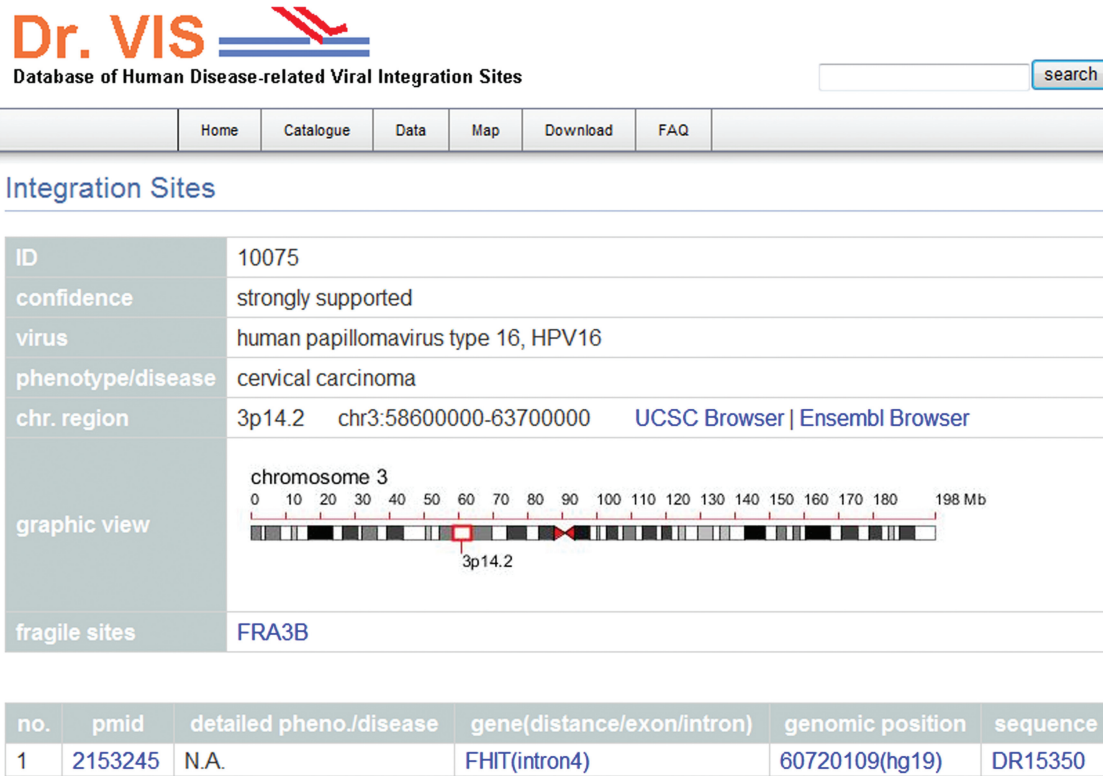 Dr. VIS
Database of Human Disease-related Viral Integration Sites
search
Home Catalogue Data Map Download FAQ
Integration Sites
ID 10075
confidence strongly supported
virus human papillomavirus type 16, HPV16
phenotype/disease cervical carcinoma
chr. region 3p14.2 chr3:58600000-63700000 UCSC Browser | Ensembl Browser
chromosome 3
0 10 20 30 40 50 60 70 80 90 100 110 120 130 140 150 160 170 180 198 Mb
graphic view
3p14.2
fragile sites FRA3B
no. pmid detailed pheno./disease gene(distance/exon/intron) genomic position sequence
1 2153245 N.A. FHIT(intron4) 60720109(hg19) DR15350